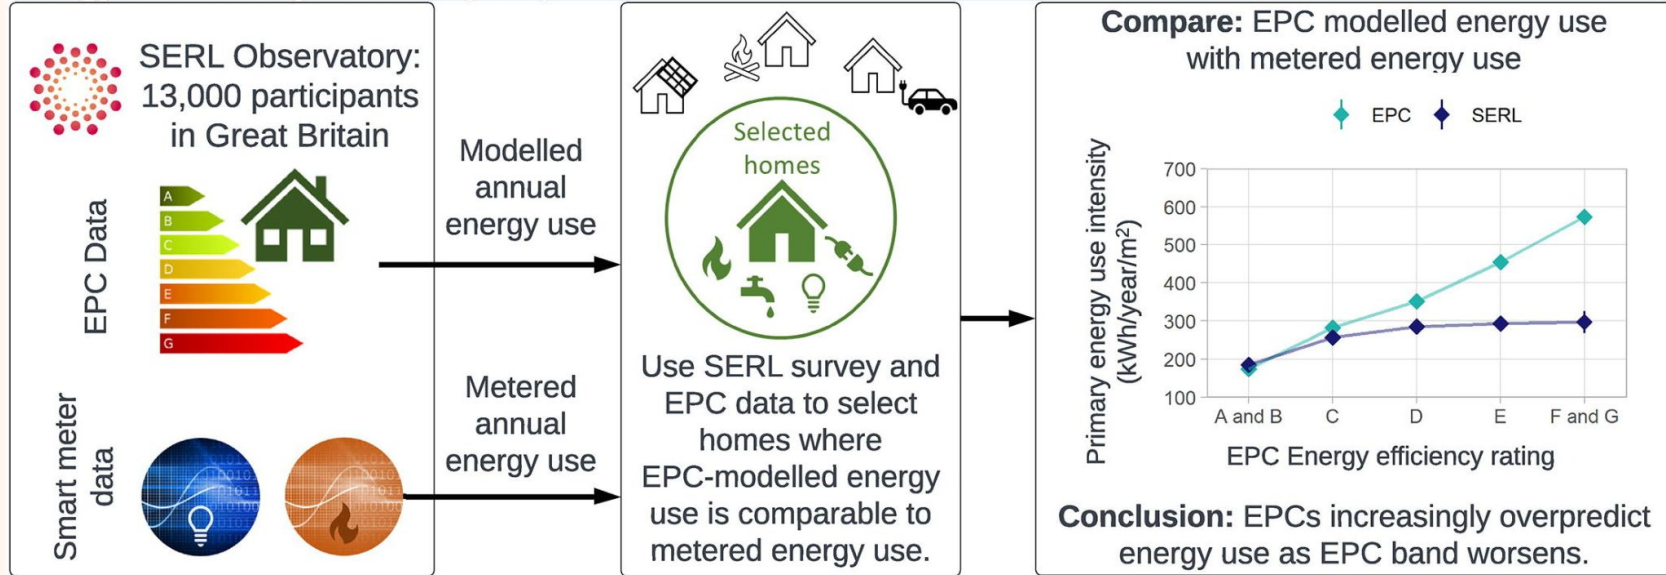 SERL Observatory:
13,000 participants
in Great Britain
EPC Data
A
B
C
D
E
F
G
Smart meter
data
Modelled
annual
energy use
Metered
annual
energy use
Selected
homes
Use SERL survey and
EPC data to select
homes where
EPC-modelled energy
use is comparable to
metered energy use.
Compare: EPC modelled energy use
with metered energy use
EPC SERL
Primary energy use intensity
(kWh/year/m²)
700
600
500
400
300
200
100
A and B C D E F and G
EPC Energy efficiency rating
Conclusion: EPCs increasingly overpredict
energy use as EPC band worsens.